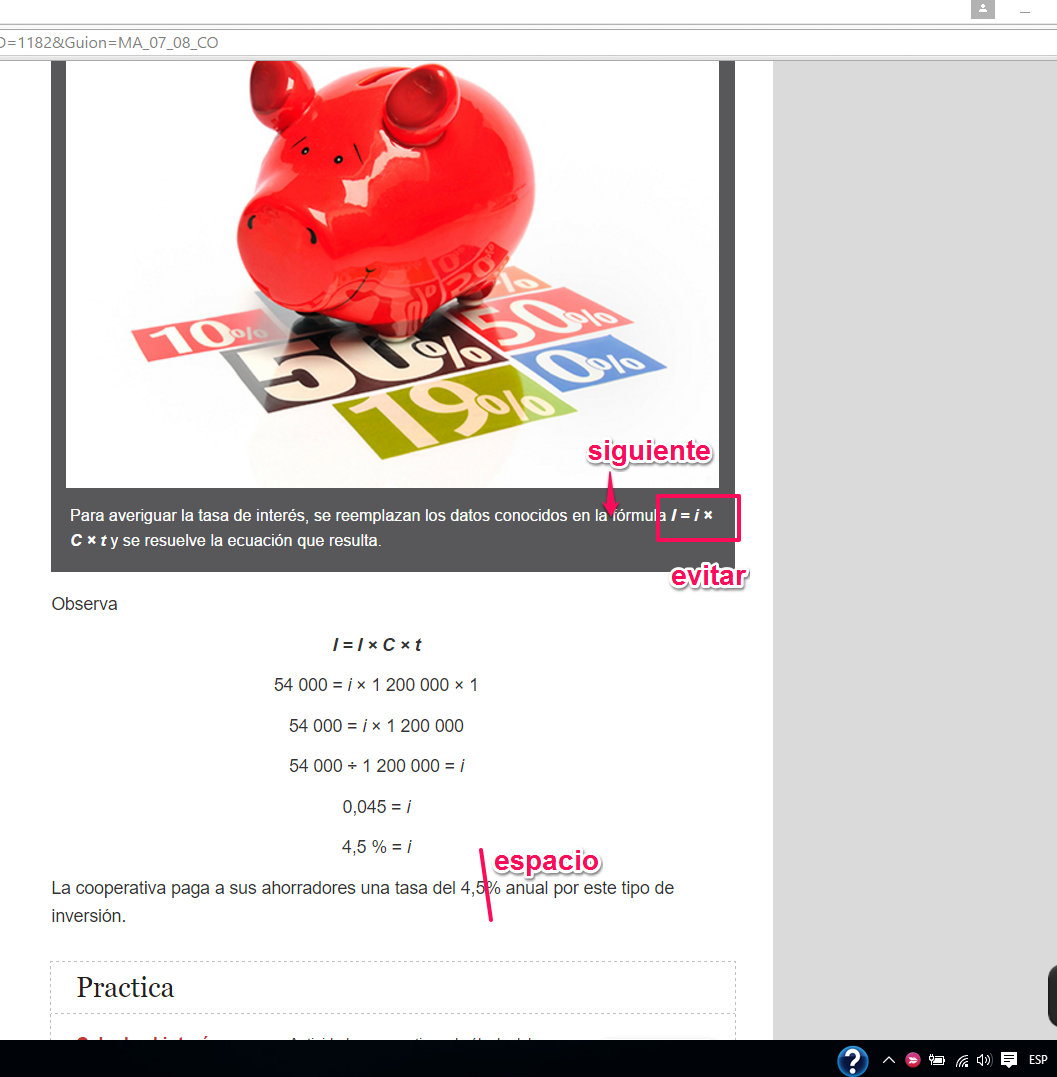 D=1182&Guion=MA_07_08_CO
10%
50%
50%
0%
19%
20%
siguiente
Para averiguar la tasa de interés, se reemplazan los datos conocidos en la fórmula I = i ×
C × t y se resuelve la ecuación que resulta.
evitar
Observa
I = I × C × t
54 000 = i × 1 200 000 × 1
54 000 = i × 1 200 000
54 000 ÷ 1 200 000 = i
0,045 = i
4,5 % = i
espacio
La cooperativa paga a sus ahorradores una tasa del 4,5% anual por este tipo de
inversión.
Practica
ESP